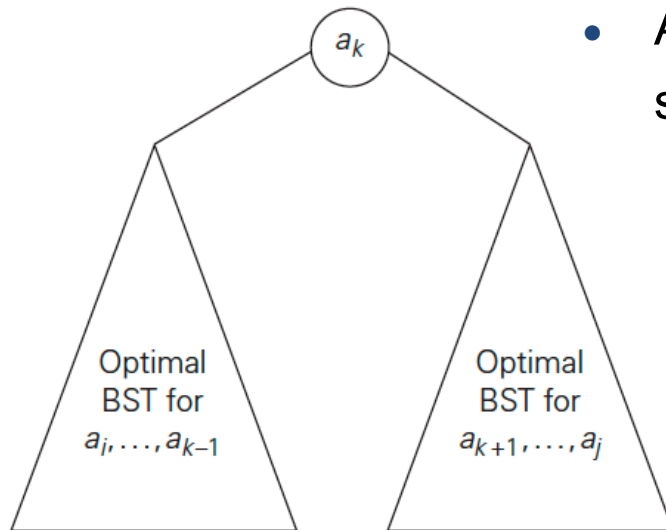 a_k
Optimal
BST for
a_i, . . . , a_{k–1}
Optimal
BST for
a_{k+1}, . . . , a_j
•